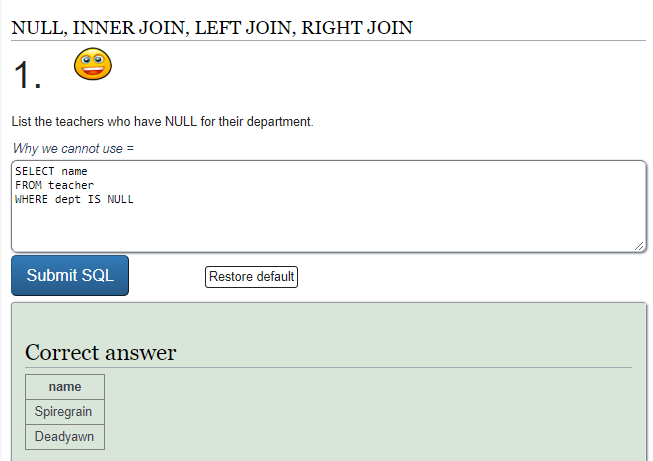 NULL, INNER JOIN, LEFT JOIN, RIGHT JOIN
1.
List the teachers who have NULL for their department.
Why we cannot use =
SELECT name
FROM teacher
WHERE dept IS NULL
Submit SQL
Restore default
Correct answer
name
Spiregrain
Deadyawn